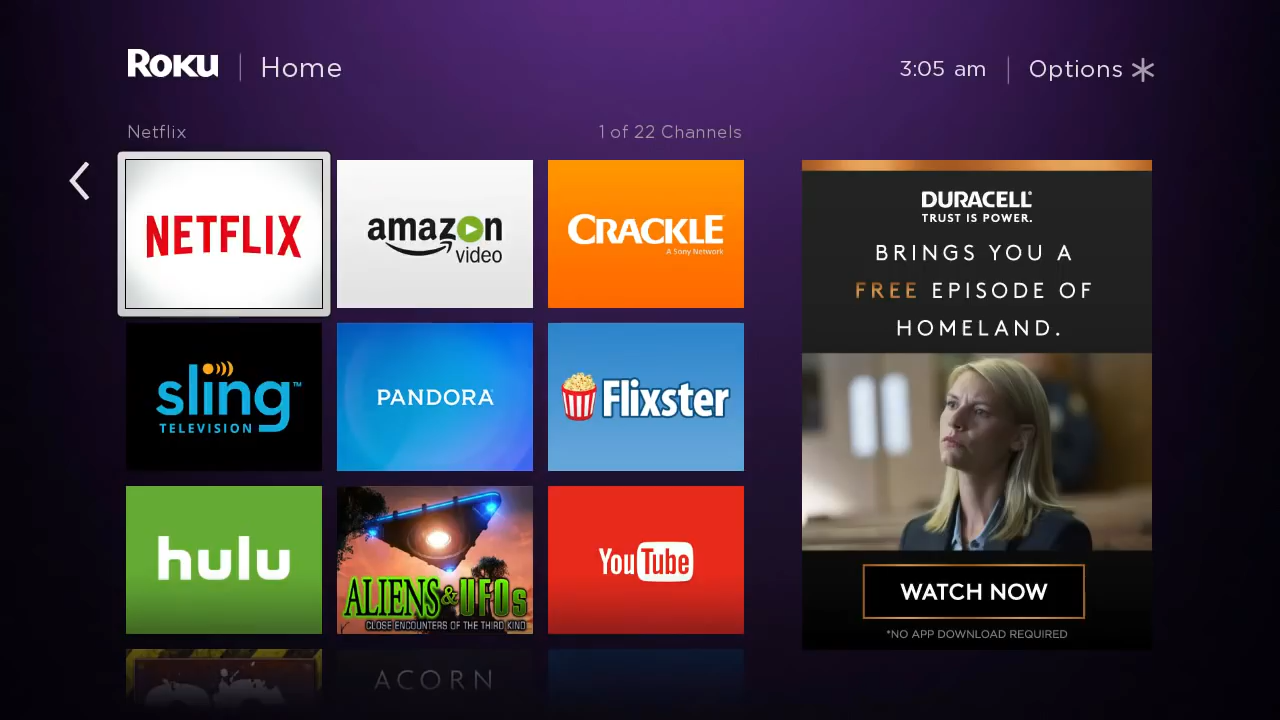 Roku
Home
3:05 am
Options
Netflix
1 of 22 Channels
NETFLIX
amazon
video
CRACKLE
A Sony Network
sling™
TELEVISION
PANDORA
Flixster
hulu
ALIENS & UFOs
CLOSE ENCOUNTERS OF THE THIRD KIND
YouTube
ACORN
DURACELL®
TRUST IS POWER.
BRINGS YOU A
FREE EPISODE OF
HOMELAND.
WATCH NOW
*NO APP DOWNLOAD REQUIRED